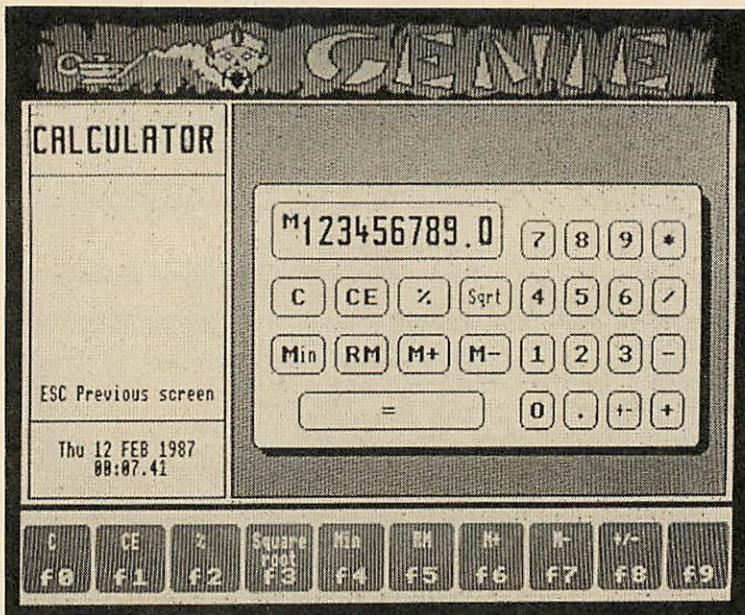 GENIE
CALCULATOR
ESC Previous screen
Thu 12 FEB 1987
00:07.41
M123456789.0
7 8 9 *
C CE % Sqrt 4 5 6 /
Min RM M+ M- 1 2 3 -
= 0 . +- +
C CE % Square root Min RM M+ M- +/-
f0 f1 f2 f3 f4 f5 f6 f7 f8 f9